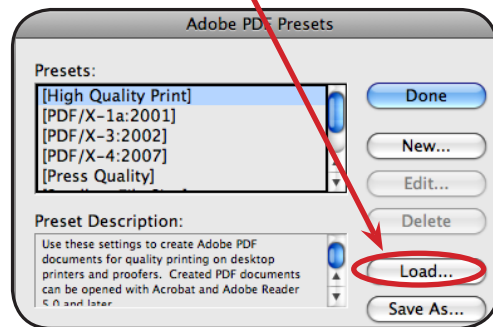 Adobe PDF Presets
Presets:
[High Quality Print]
[PDF/X-1a:2001]
[PDF/X-3:2002]
[PDF/X-4:2007]
[Press Quality]
Done
New...
Edit...
Delete
Load...
Save As...
Preset Description:
Use these settings to create Adobe PDF
documents for quality printing on desktop
printers and proofers. Created PDF documents
can be opened with Acrobat and Adobe Reader
5.0 and later.